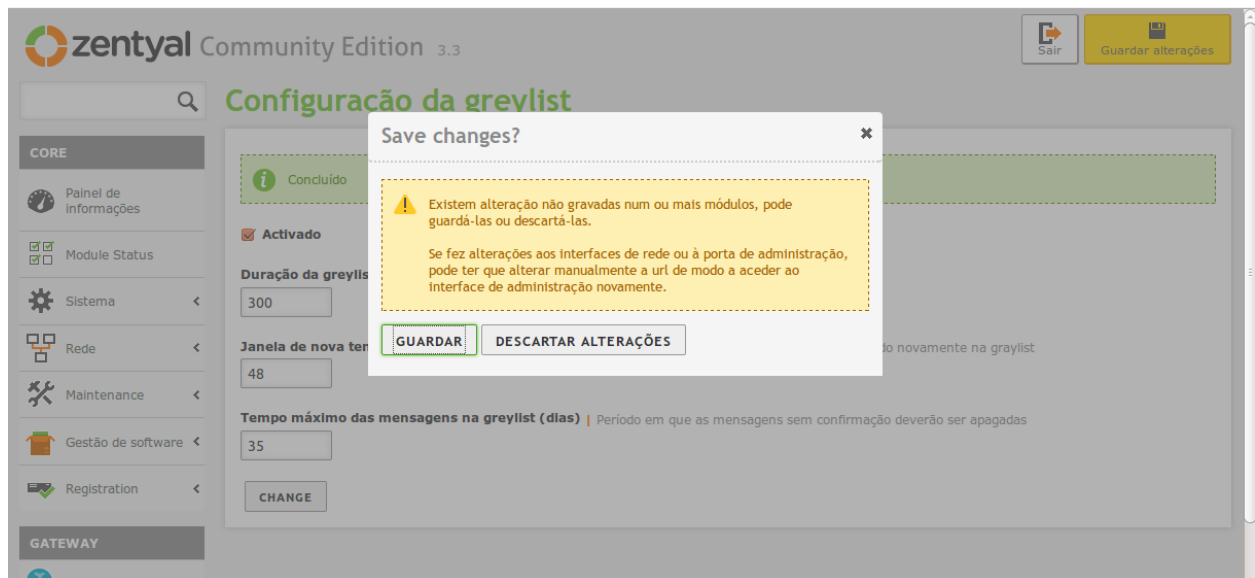 zentyal Community Edition 3.3
Sair
Guardar alterações
Configuração da greylist
CORE
Painel de
informações
Module Status
Sistema
Rede
Maintenance
Gestão de software
Registration
GATEWAY
Concluído
Activado
Duração da greylis
300
Janela de nova ten
do novamente na graylist
48
Tempo máximo das mensagens na greylist (dias) | Período em que as mensagens sem confirmação deverão ser apagadas
35
CHANGE
Save changes?
Existem alteração não gravadas num ou mais módulos, pode
guardá-las ou descartá-las.
Se fez alterações aos interfaces de rede ou à porta de administração,
pode ter que alterar manualmente a url de modo a aceder ao
interface de administração novamente.
GUARDAR
DESCARTAR ALTERAÇÕES